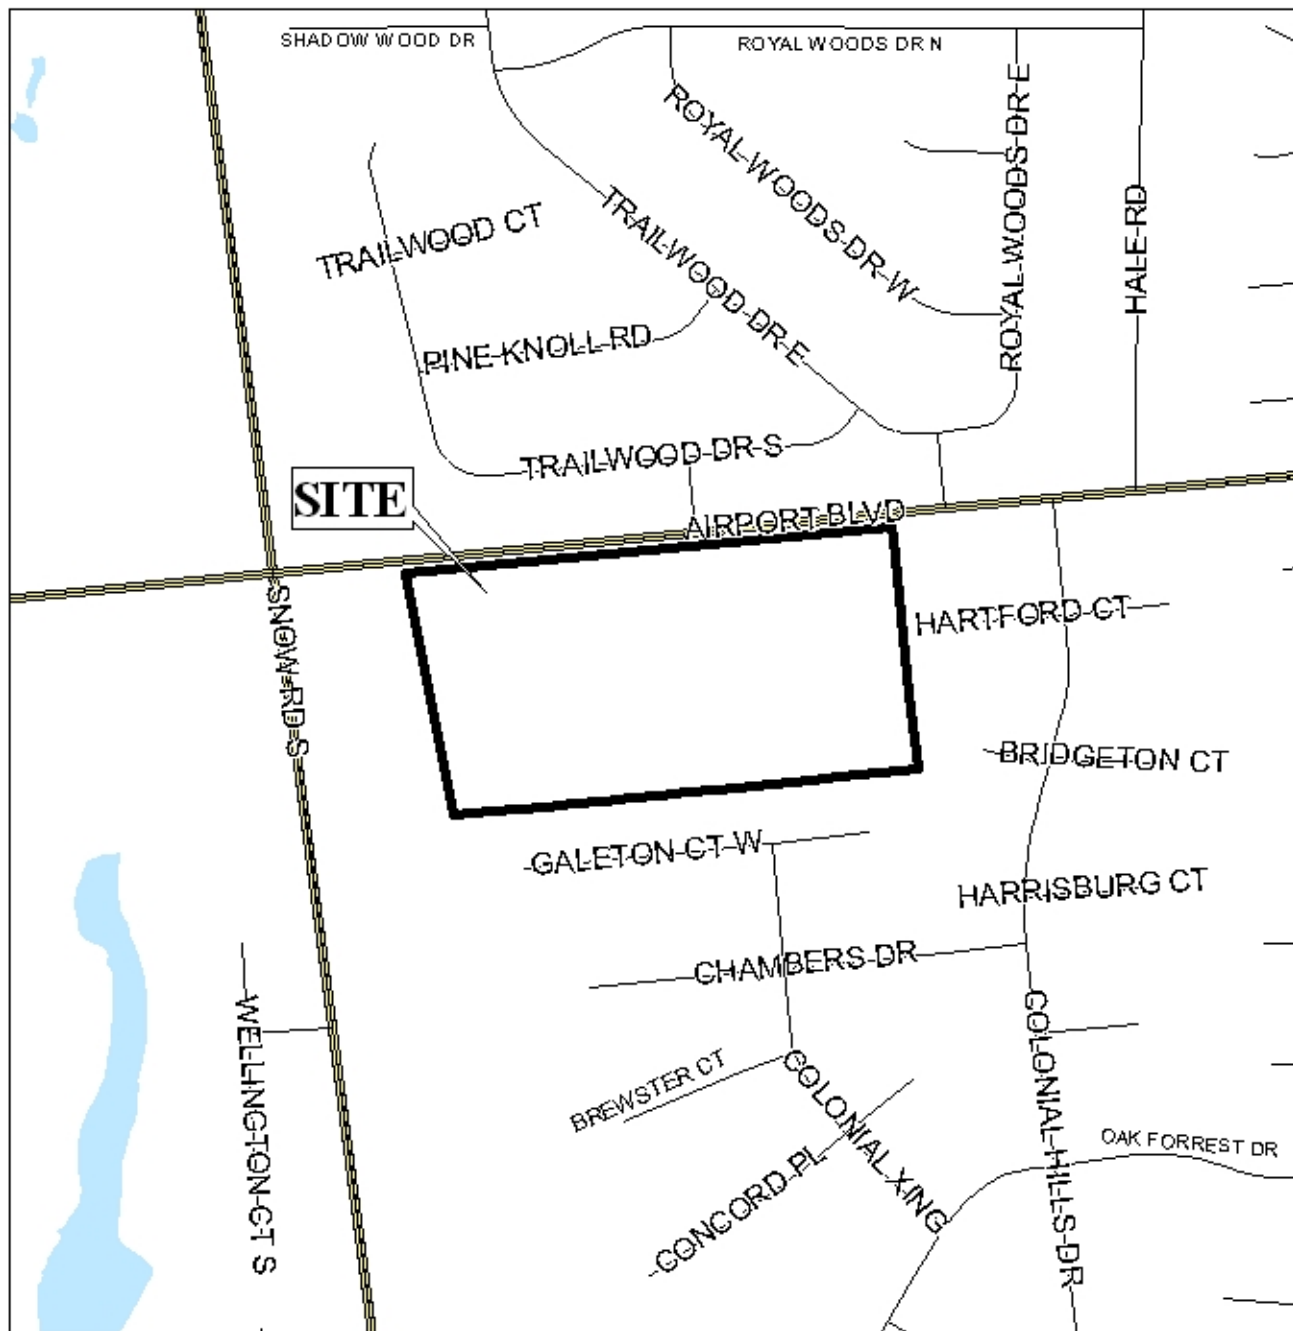 SHADOW WOOD DR
ROYAL WOODS DR N
ROYAL WOODS DR W
ROYAL WOODS DR E
HALE RD
TRAILWOOD CT
TRAILWOOD DR E
PINE KNOLL RD
TRAILWOOD DR S
SITE
AIRPORT BLVD
SNOW RD S
HARTFORD CT
BRIDGETON CT
GALETON CT W
HARRISBURG CT
CHAMBERS DR
WELLINGTON CT S
COLONIAL HILLS DR
BREWSTER CT
COLONIAL XING
OAK FORREST DR
CONCORD PL